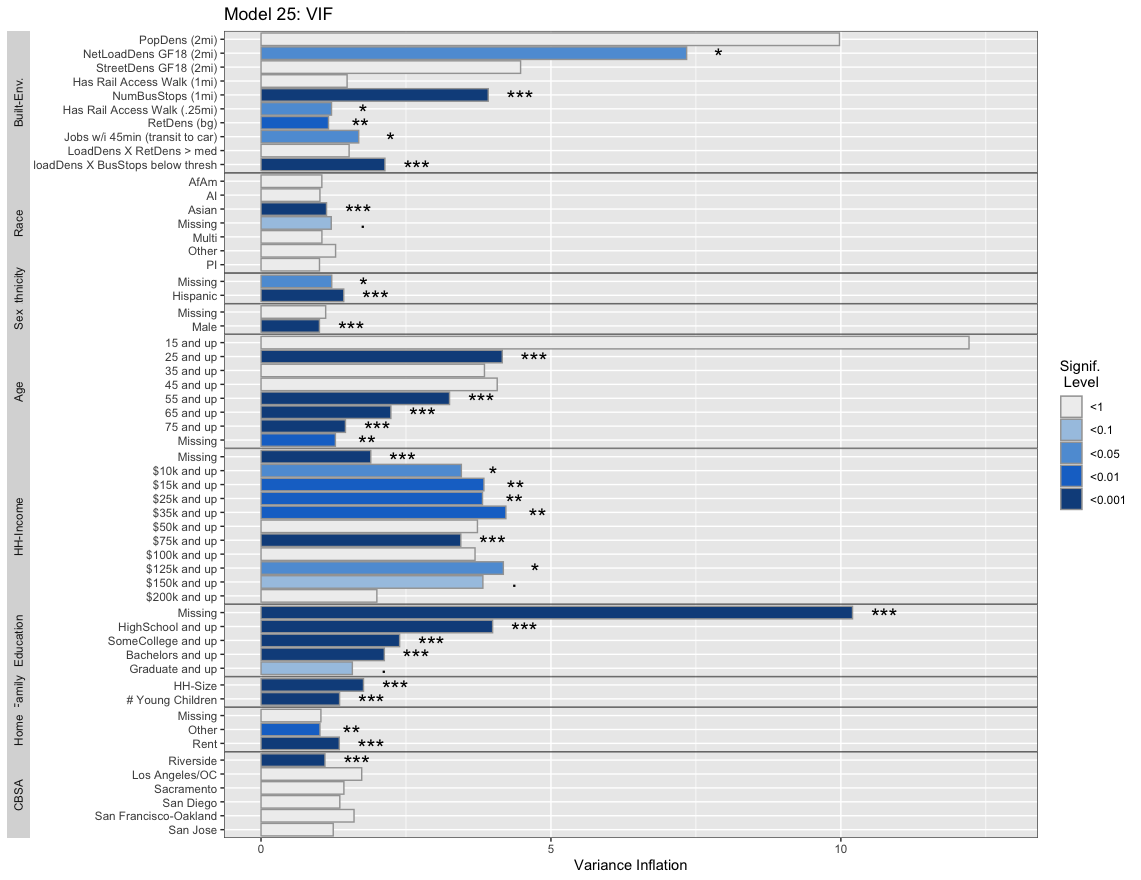 Model 25: VIF
Built-Env.
PopDens (2mi)
NetLoadDens GF18 (2mi)
*
StreetDens GF18 (2mi)
Has Rail Access Walk (1mi)
NumBusStops (1mi)
***
Has Rail Access Walk (.25mi)
*
RetDens (bg)
**
Jobs w/i 45min (transit to car)
*
LoadDens X RetDens > med
loadDens X BusStops below thresh
***
Race
AfAm
AI
Asian
***
Missing
.
Multi
Other
PI
thnicity
Missing
*
Hispanic
***
Sex
Missing
Male
***
Age
15 and up
25 and up
***
35 and up
45 and up
55 and up
***
65 and up
***
75 and up
***
Missing
**
HH-Income
Missing
***
$10k and up
*
$15k and up
**
$25k and up
**
$35k and up
**
$50k and up
$75k and up
***
$100k and up
$125k and up
*
$150k and up
.
$200k and up
Education
Missing
***
HighSchool and up
***
SomeCollege and up
***
Bachelors and up
***
Graduate and up
.
Family
HH-Size
***
# Young Children
***
Home
Missing
Other
**
Rent
***
CBSA
Riverside
***
Los Angeles/OC
Sacramento
San Diego
San Francisco-Oakland
San Jose
0
5
10
Variance Inflation
Signif.
Level
<1
<0.1
<0.05
<0.01
<0.001